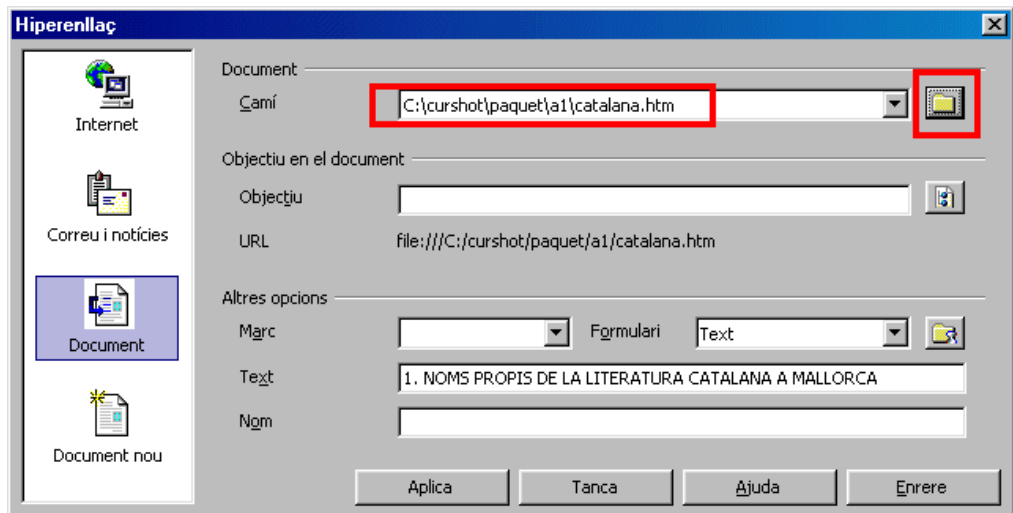 Hiperenllaç
Internet
Correu i notícies
Document
Document nou
Document
Camí C:\curshot\paquet\a1\catalana.htm
Objectiu en el document
Objectiu
URL file:///C:/curshot/paquet/a1/catalana.htm
Altres opcions
Marc Formulari Text
Text 1. NOMS PROPIS DE LA LITERATURA CATALANA A MALLORCA
Nom
Aplica Tanca Ajuda Enrere